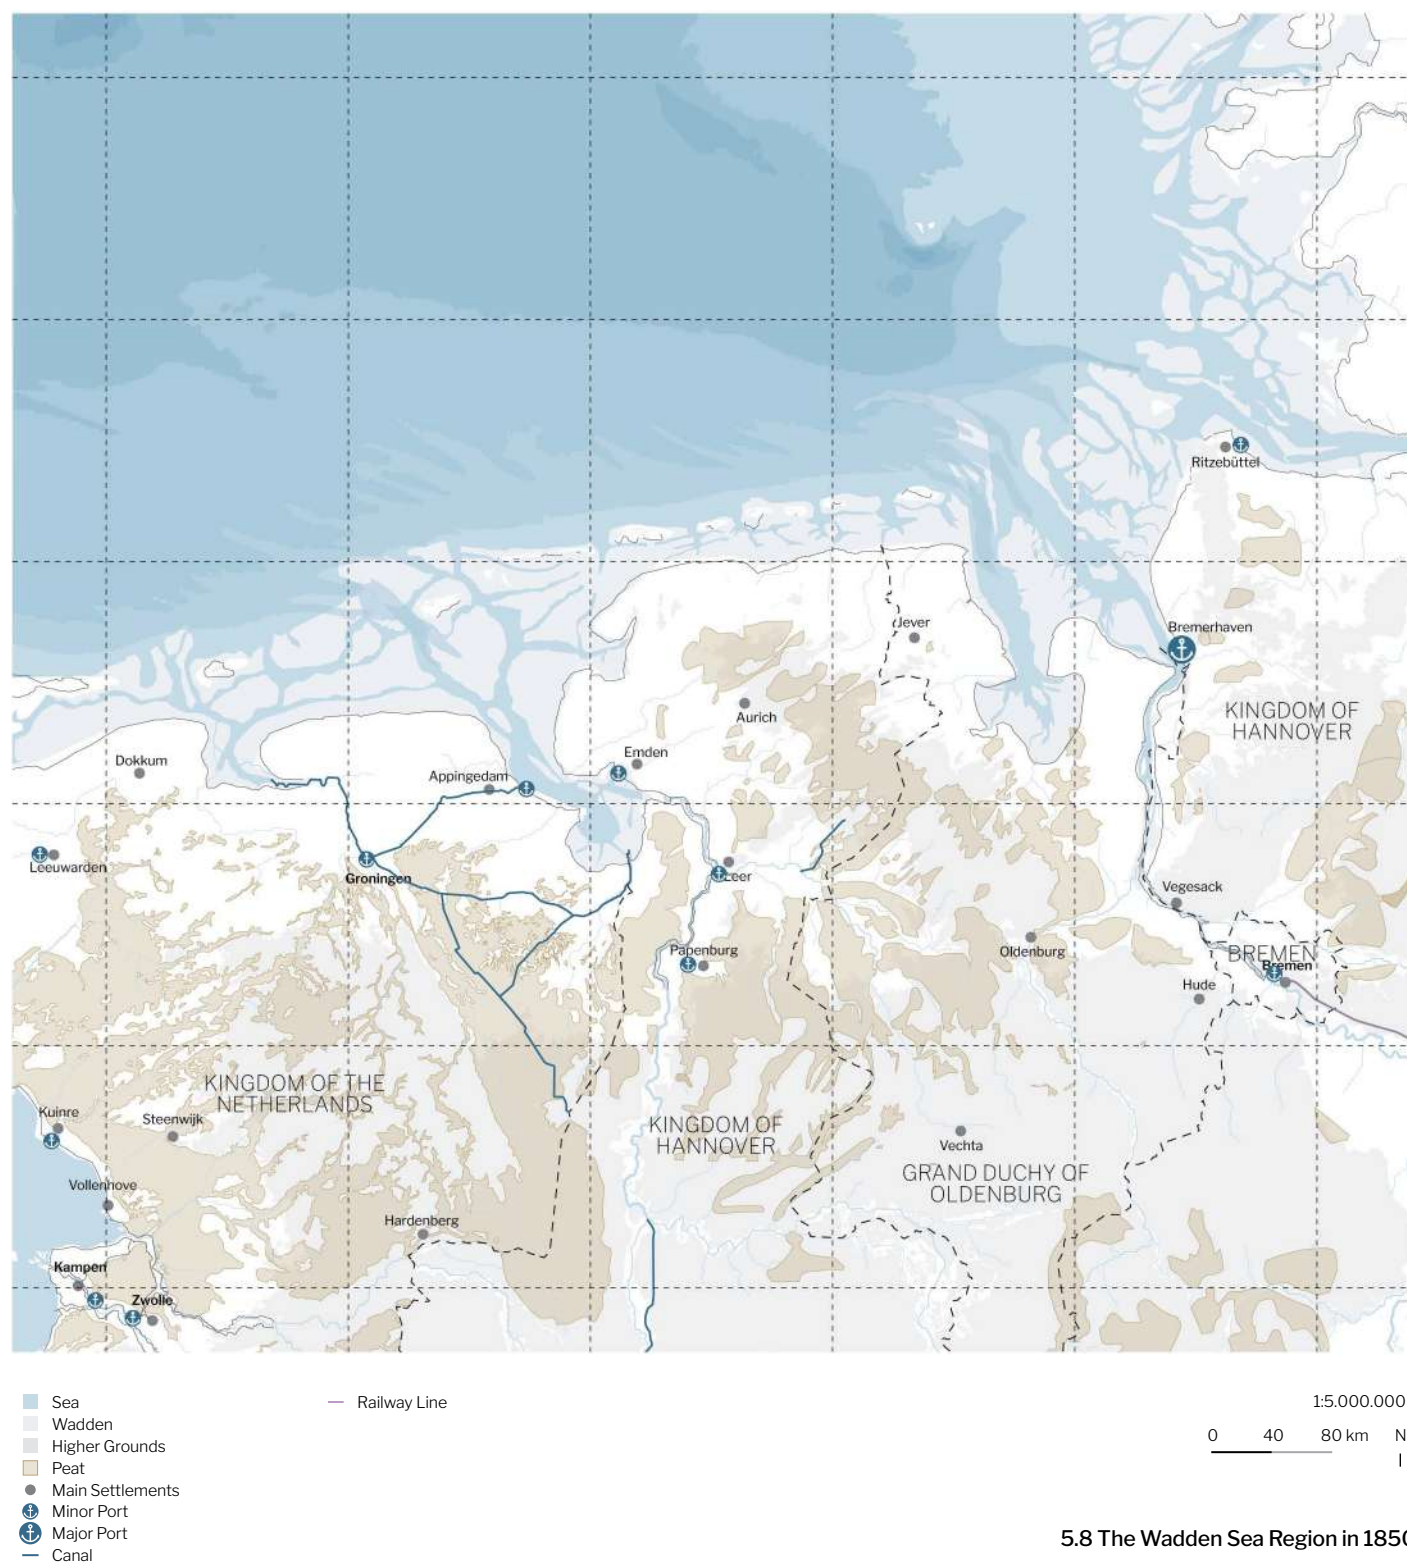 Ritzebüttel
Jever
Bremerhaven
KINGDOM OF
HANNOVER
Aurich
Emden
Dokkum
Appingedam
Leeuwarden
Groningen
Leer
Vegesack
Papenburg
Oldenburg
BREMEN
Bremen
Hude
KINGDOM OF THE
NETHERLANDS
Kuinre
Steenwijk
KINGDOM OF
HANNOVER
Vechta
GRAND DUCHY OF
OLDENBURG
Vollenhove
Hardenberg
Kampen
Zwolle
Sea
Wadden
Higher Grounds
Peat
Main Settlements
Minor Port
Major Port
Canal
Railway Line
1:5.000.000
0 40 80 km N
5.8 The Wadden Sea Region in 1850